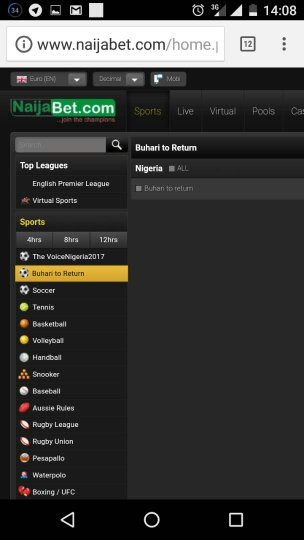 34
3G
14:08
www.naijabet.com/home.p
12
Euro (EN)
Decimal
Mobi
NaijaBet.com
...join the champions
Sports
Live
Virtual
Pools
Cas
Search...
Buhari to Return
Top Leagues
Nigeria
ALL
English Premier League
Buhari to return
Virtual Sports
Sports
4hrs
8hrs
12hrs
The VoiceNigeria2017
Buhari to Return
Soccer
Tennis
Basketball
Volleyball
Handball
Snooker
Baseball
Aussie Rules
Rugby League
Rugby Union
Pesapallo
Waterpolo
Boxing / UFC